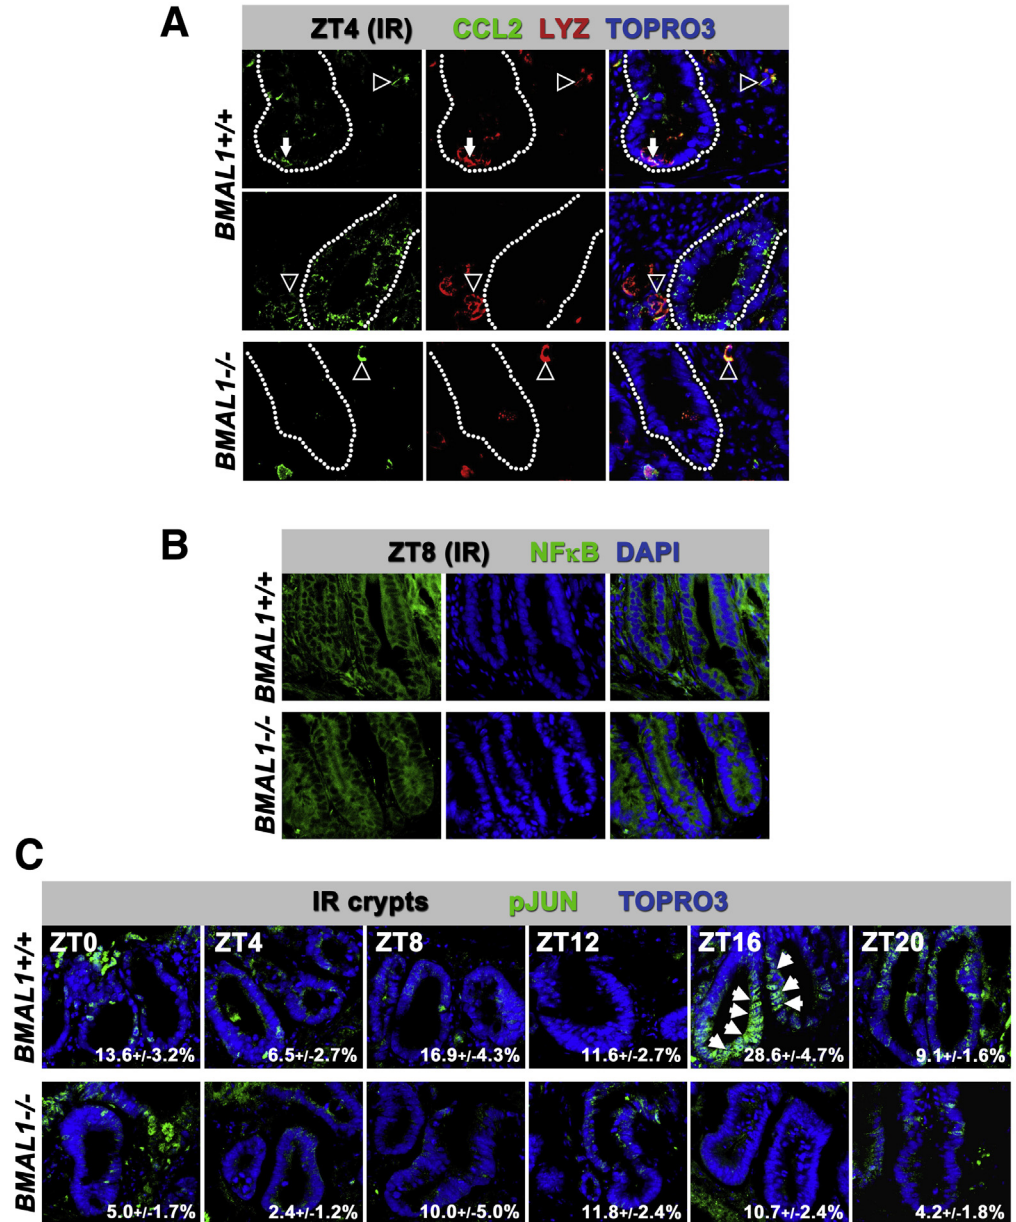 A
ZT4 (IR) CCL2 LYZ TOPRO3
BMAL1+/+
BMAL1-/-
B
ZT8 (IR) NFκB DAPI
BMAL1+/+
BMAL1-/-
C
IR crypts pJUN TOPRO3
BMAL1+/+
ZT0 ZT4 ZT8 ZT12 ZT16 ZT20
13.6+/-3.2% 6.5+/-2.7% 16.9+/-4.3% 11.6+/-2.7% 28.6+/-4.7% 9.1+/-1.6%
BMAL1-/-
5.0+/-1.7% 2.4+/-1.2% 10.0+/-5.0% 11.8+/-2.4% 10.7+/-2.4% 4.2+/-1.8%